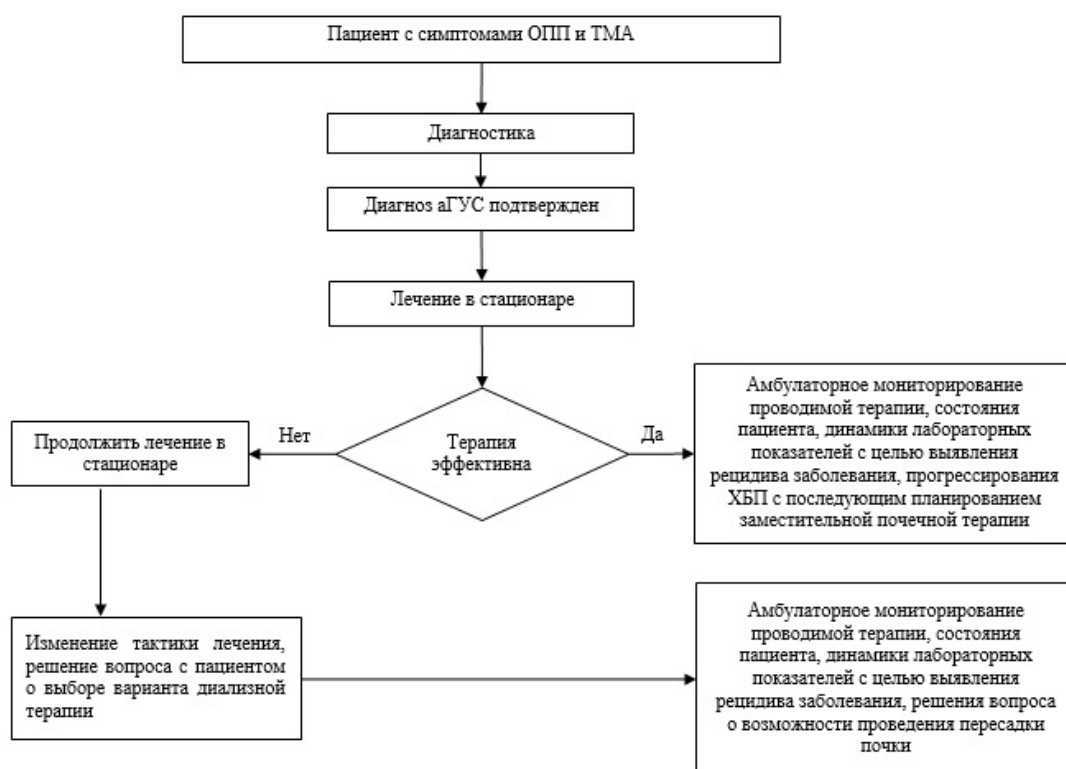 Пациент с симптомами ОПП и ТМА
Диагностика
Диагноз аГУС подтвержден
Лечение в стационаре
Терапия
эффективна
Нет
Да
Продолжить лечение в
стационаре
Амбулаторное мониторирование
проводимой терапии, состояния
пациента, динамики лабораторных
показателей с целью выявления
рецидива заболевания, прогрессирования
ХБП с последующим планированием
заместительной почечной терапии
Изменение тактики лечения,
решение вопроса с пациентом
о выборе варианта диализной
терапии
Амбулаторное мониторирование
проводимой терапии, состояния
пациента, динамики лабораторных
показателей с целью выявления
рецидива заболевания, решения вопроса
о возможности проведения пересадки
почки